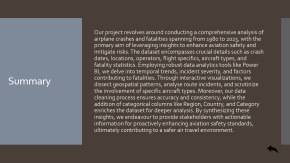 Summary
Our project revolves around conducting a comprehensive analysis of
airplane crashes and fatalities spanning from 1980 to 2023, with the
primary aim of leveraging insights to enhance aviation safety and
mitigate risks. The dataset encompasses crucial details such as crash
dates, locations, operators, flight specifics, aircraft types, and
fatality statistics. Employing robust data analytics tools like Power
BI, we delve into temporal trends, incident severity, and factors
contributing to fatalities. Through interactive visualizations, we
dissect geospatial patterns, analyse route incidents, and scrutinize
the involvement of specific aircraft types. Moreover, our data
cleaning process ensures accuracy and consistency, while the
addition of categorical columns like Region, Country, and Category
enriches the dataset for deeper analysis. By synthesizing these
insights, we endeavour to provide stakeholders with actionable
information for proactively enhancing aviation safety standards,
ultimately contributing to a safer air travel environment.